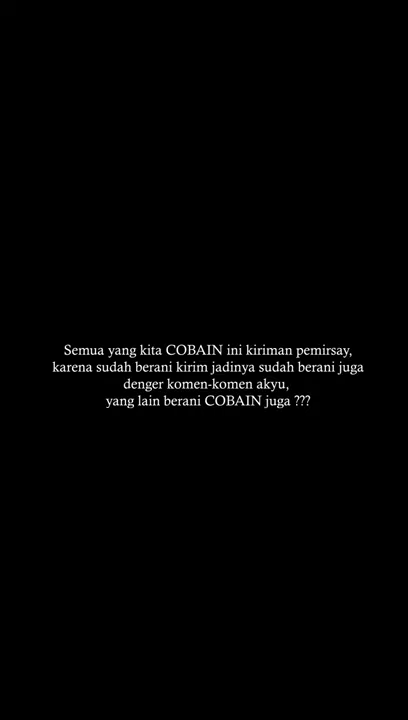 Semua yang kita COBAIN ini kiriman pemirsay,
karena sudah berani kirim jadinya sudah berani juga
denger komen-komen akyu,
yang lain berani COBAIN juga ???